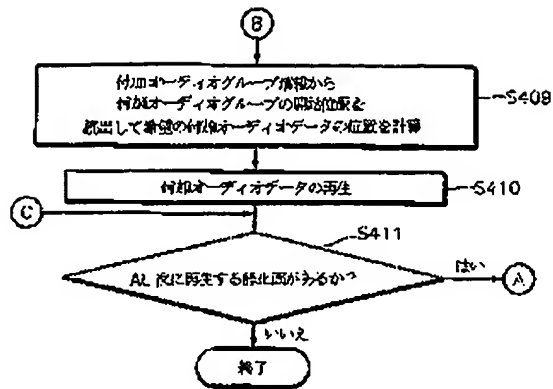 B
付加オーディオグループ情報から
付加オーディオグループの開始位置を
読出して希望の付加オーディオデータの位置を計算
S409
付加オーディオデータの再生
S410
C
S411
次に再生する静止画があるか?
はい
A
いいえ
終了